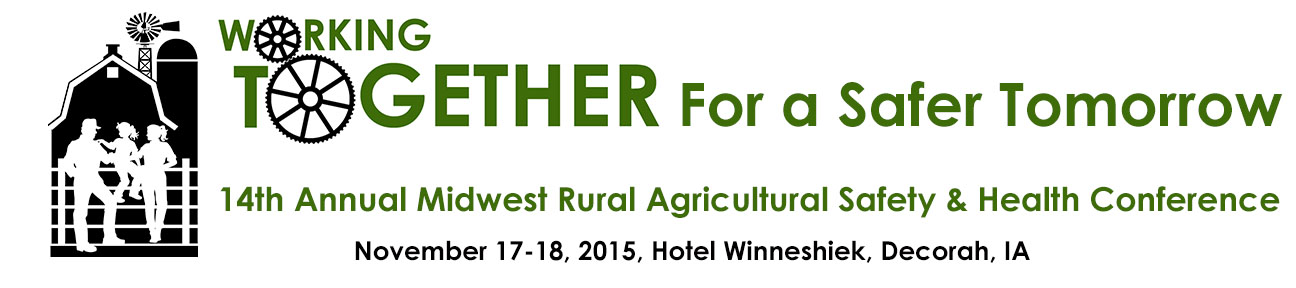 WORKING
TOGETHER For a Safer Tomorrow
14th Annual Midwest Rural Agricultural Safety & Health Conference
November 17-18, 2015, Hotel Winneshiek, Decorah, IA